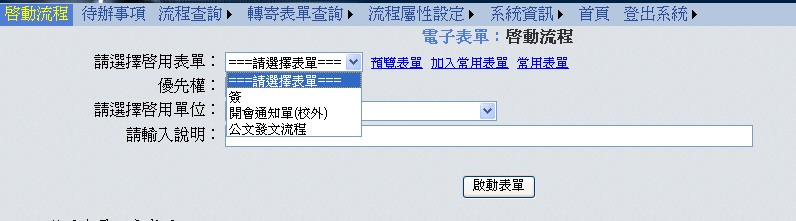 啓動流程 待辦事項 流程查詢 轉寄表單查詢 流程屬性設定 系統資訊 首頁 登出系統
電子表單：啓動流程
請選擇啓用表單： ===請選擇表單=== 預覽表單 加入常用表單 常用表單
===請選擇表單===
優先權：
簽
請選擇啓用單位：
開會通知單(校外)
公文發文流程
請輸入說明：
啟動表單